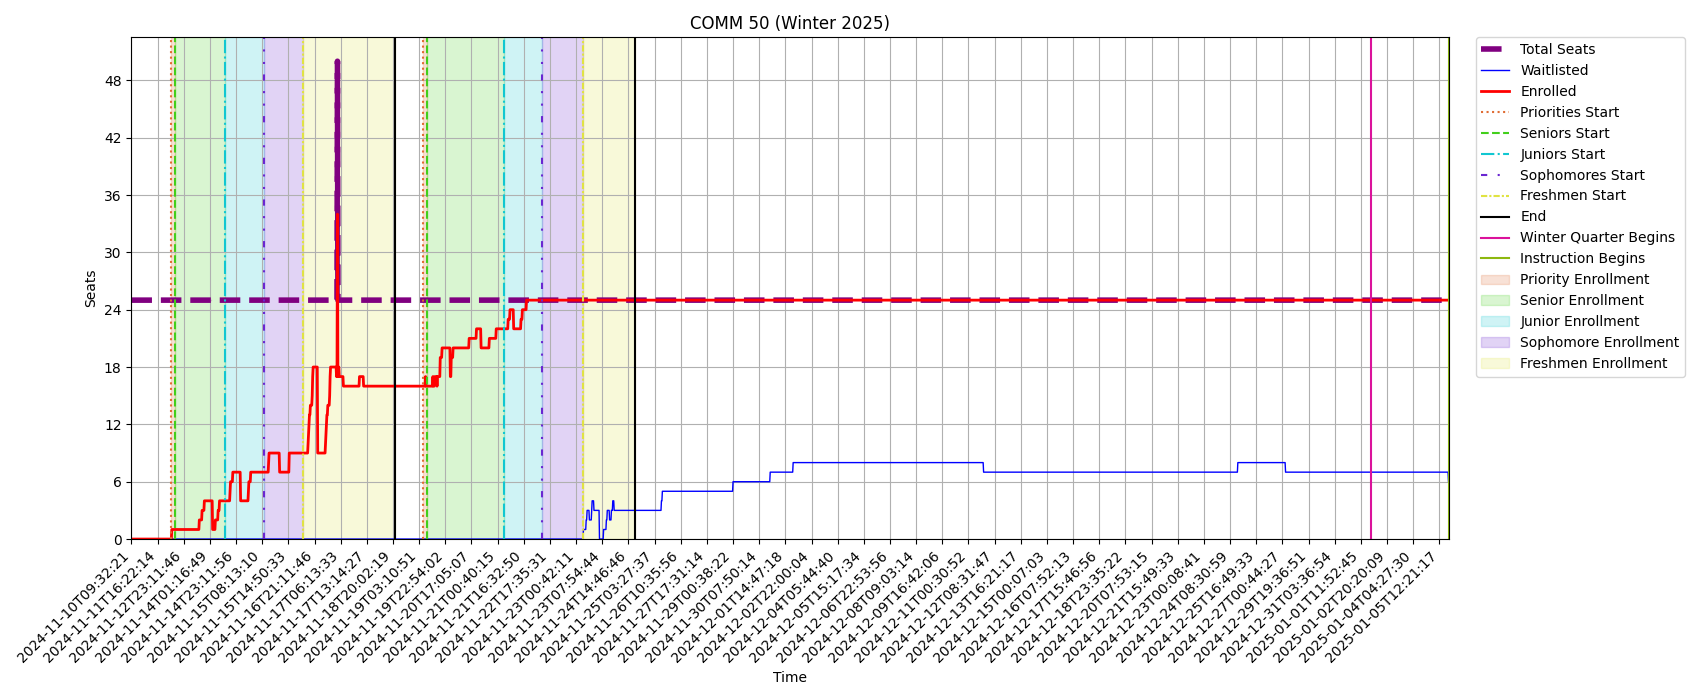 COMM 50 (Winter 2025)
Seats
48
42
36
30
24
18
12
6
0
2024-11-10T09:32:21
2024-11-11T16:22:14
2024-11-12T23:11:46
2024-11-14T01:16:49
2024-11-14T23:11:56
2024-11-15T08:13:10
2024-11-15T14:50:33
2024-11-16T21:11:46
2024-11-17T06:13:33
2024-11-17T13:14:27
2024-11-18T20:02:19
2024-11-19T03:10:51
2024-11-19T22:54:02
2024-11-20T17:05:07
2024-11-21T00:40:15
2024-11-21T16:32:50
2024-11-22T17:35:31
2024-11-23T00:42:11
2024-11-23T07:54:44
2024-11-24T14:46:46
2024-11-25T03:27:37
2024-11-26T10:35:56
2024-11-27T17:31:14
2024-11-29T00:38:22
2024-11-30T07:50:14
2024-12-01T14:47:18
2024-12-02T22:00:04
2024-12-04T05:44:40
2024-12-05T15:17:34
2024-12-06T22:53:56
2024-12-08T09:03:14
2024-12-09T16:42:06
2024-12-11T00:30:52
2024-12-12T08:31:47
2024-12-13T16:21:17
2024-12-15T00:07:03
2024-12-16T07:52:13
2024-12-17T15:46:56
2024-12-18T23:35:22
2024-12-20T07:53:15
2024-12-21T15:49:33
2024-12-23T00:08:41
2024-12-24T08:30:59
2024-12-25T16:49:33
2024-12-27T00:44:27
2024-12-29T19:36:51
2024-12-31T03:36:54
2025-01-01T11:52:45
2025-01-02T20:20:09
2025-01-04T04:27:30
2025-01-05T12:21:17
Time
Total Seats
Waitlisted
Enrolled
Priorities Start
Seniors Start
Juniors Start
Sophomores Start
Freshmen Start
End
Winter Quarter Begins
Instruction Begins
Priority Enrollment
Senior Enrollment
Junior Enrollment
Sophomore Enrollment
Freshmen Enrollment